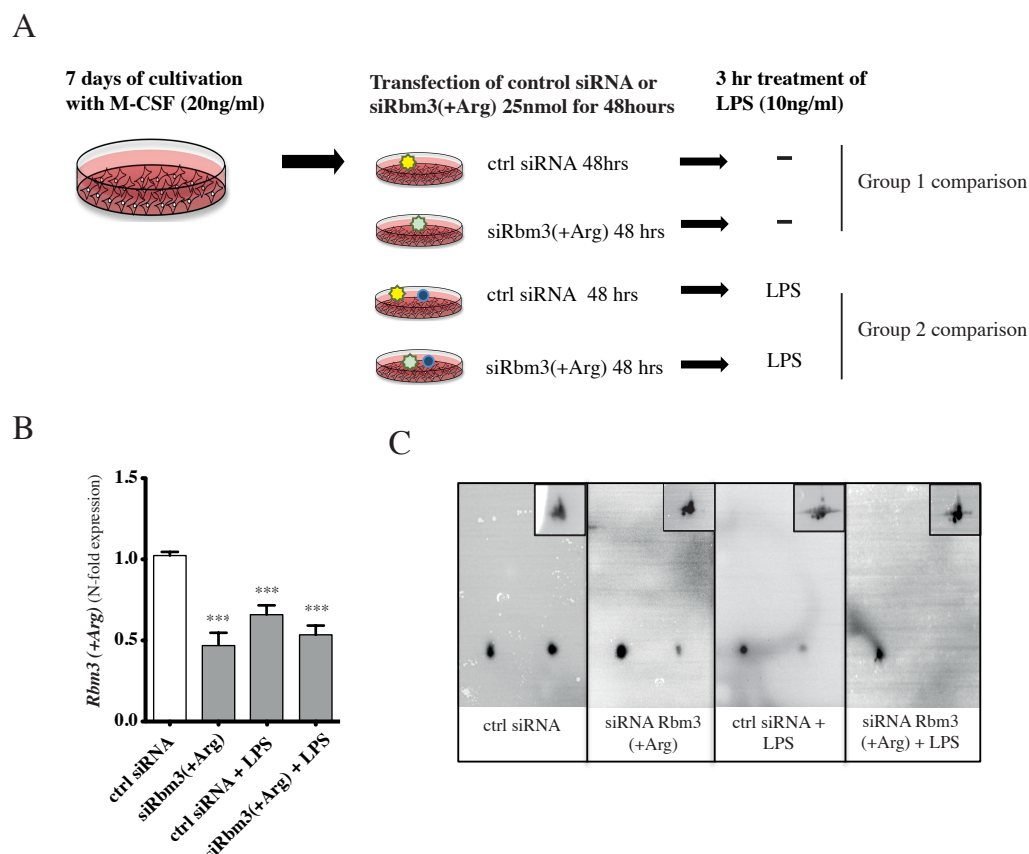 A
7 days of cultivation
with M-CSF (20ng/ml)
Transfection of control siRNA or
siRbm3(+Arg) 25nmol for 48hours
3 hr treatment of
LPS (10ng/ml)
ctrl siRNA 48hrs
–
siRbm3(+Arg) 48 hrs
–
Group 1 comparison
ctrl siRNA 48 hrs
LPS
siRbm3(+Arg) 48 hrs
LPS
Group 2 comparison
B
Rbm3 (+Arg) (N-fold expression)
1.5
1.0
0.5
0.0
***
***
***
ctrl siRNA
siRbm3(+Arg)
ctrl siRNA + LPS
siRbm3(+Arg) + LPS
C
ctrl siRNA
siRNA Rbm3
(+Arg)
ctrl siRNA +
LPS
siRNA Rbm3
(+Arg) + LPS